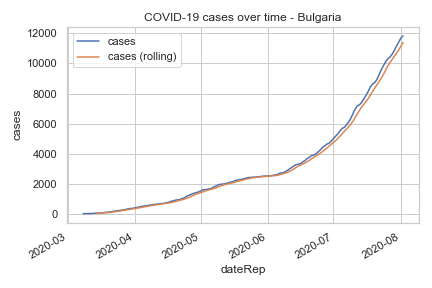 COVID-19 cases over time - Bulgaria
cases
cases (rolling)
12000
10000
8000
6000
4000
2000
0
cases
2020-03
2020-04
2020-05
2020-06
2020-07
2020-08
dateRep